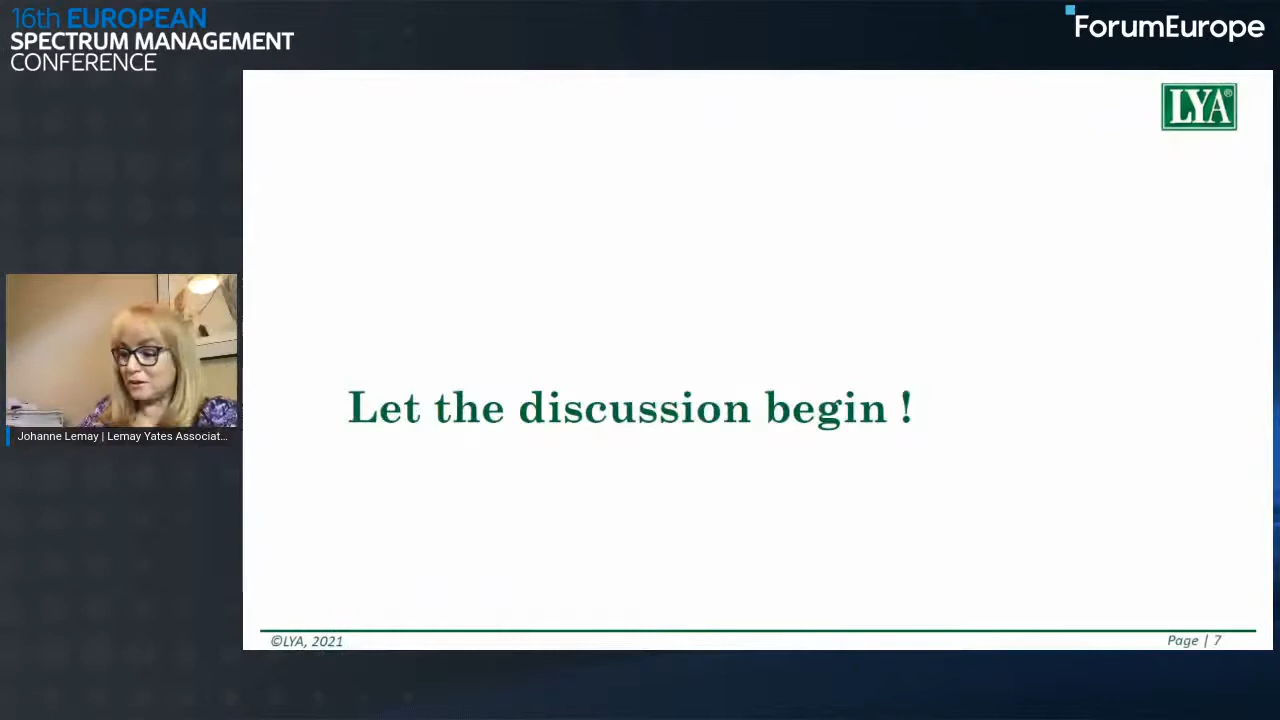 16th EUROPEAN
SPECTRUM MANAGEMENT
CONFERENCE
ForumEurope
LYA®
Let the discussion begin !
Johanne Lemay | Lemay Yates Associat...
©LYA, 2021
Page | 7